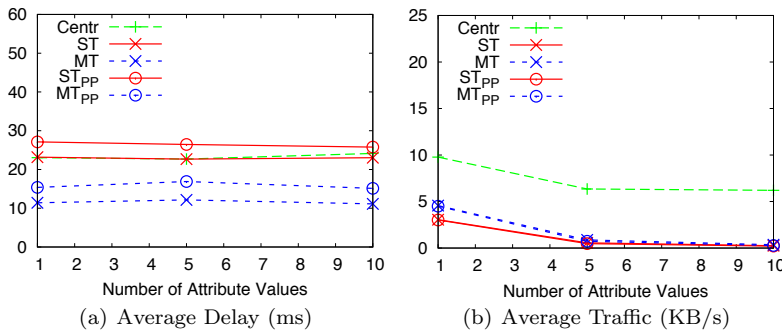 60
50
40
30
20
10
0
Centr
ST
MT
ST_PP
MT_PP
1 2 3 4 5 6 7 8 9 10
Number of Attribute Values
(a) Average Delay (ms)
25
20
15
10
5
0
Centr
ST
MT
ST_PP
MT_PP
1 2 3 4 5 6 7 8 9 10
Number of Attribute Values
(b) Average Traffic (KB/s)